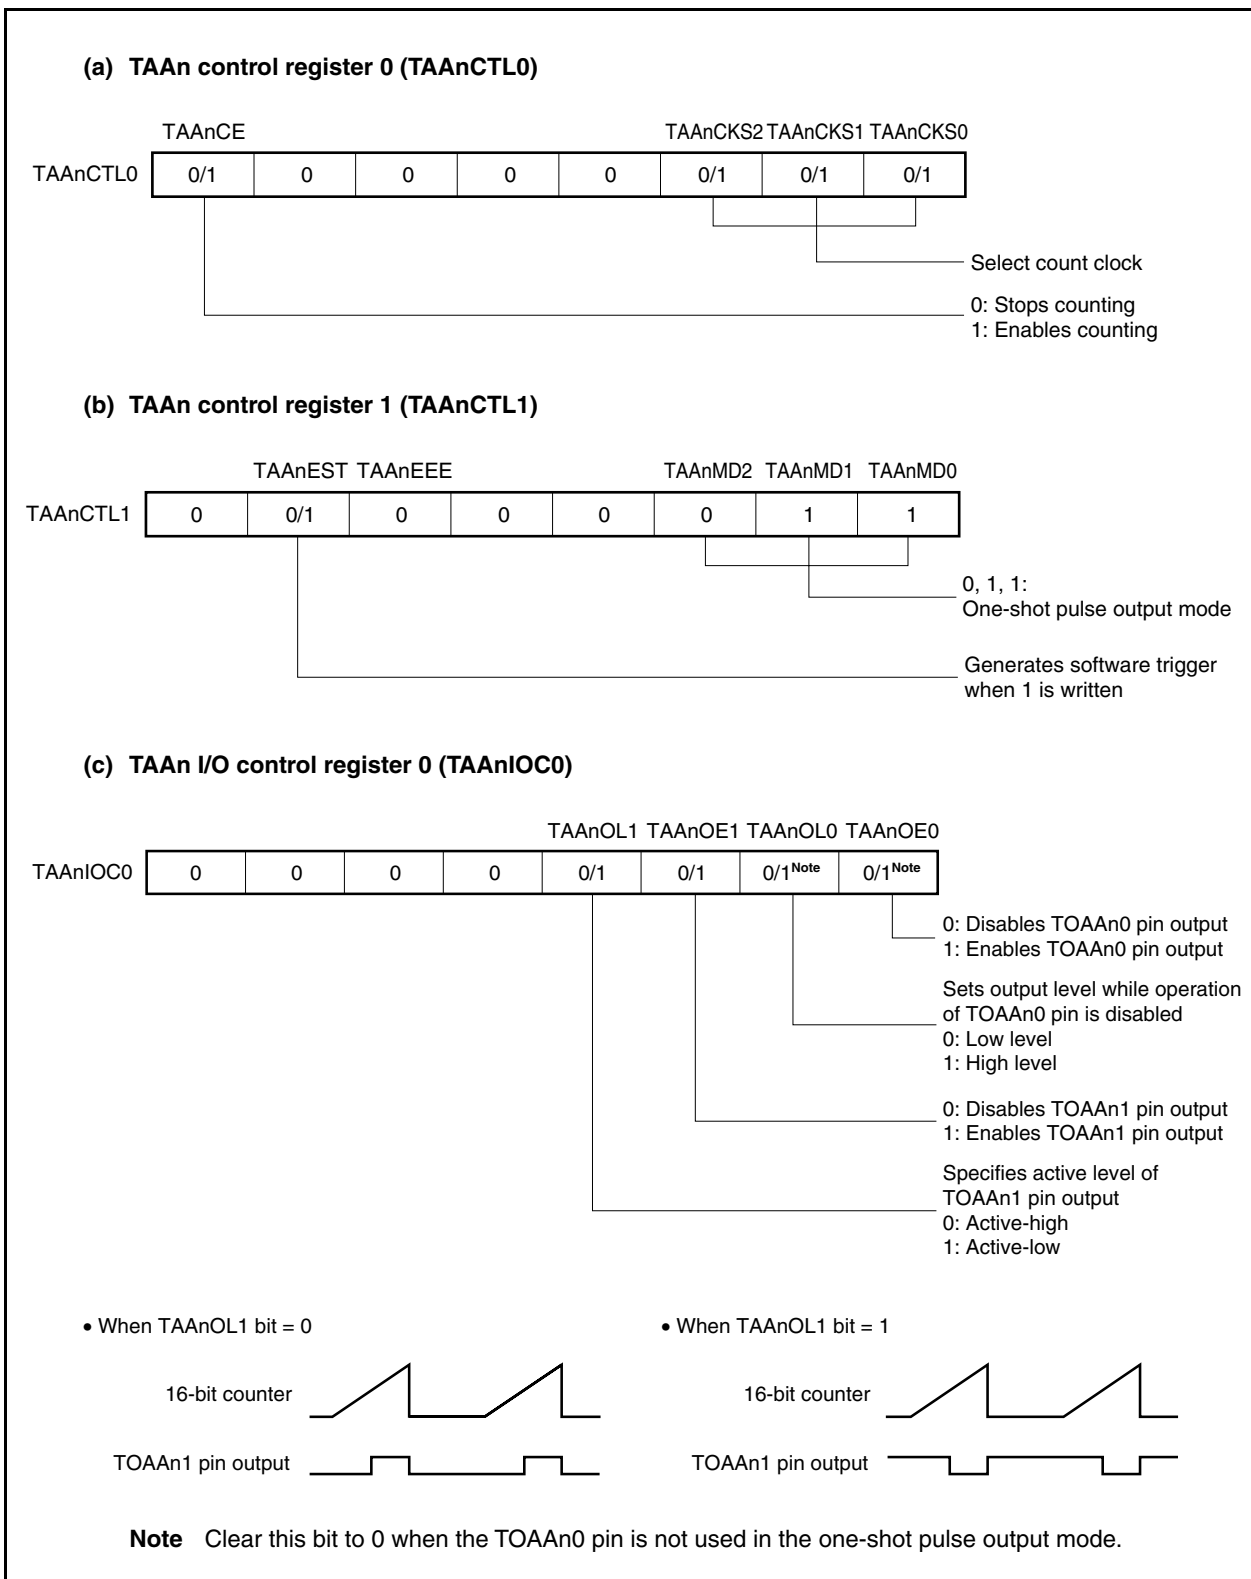 (a) TAAn control register 0 (TAAnCTL0)
TAAnCE TAAnCKS2 TAAnCKS1 TAAnCKS0
TAAnCTL0 0/1 0 0 0 0 0/1 0/1 0/1
Select count clock
0: Stops counting
1: Enables counting
(b) TAAn control register 1 (TAAnCTL1)
TAAnEST TAAnEEE TAAnMD2 TAAnMD1 TAAnMD0
TAAnCTL1 0 0/1 0 0 0 0 1 1
0, 1, 1:
One-shot pulse output mode
Generates software trigger
when 1 is written
(c) TAAn I/O control register 0 (TAAnIOC0)
TAAnOL1 TAAnOE1 TAAnOL0 TAAnOE0
TAAnIOC0 0 0 0 0 0/1 0/1 0/1Note 0/1Note
0: Disables TOAAn0 pin output
1: Enables TOAAn0 pin output
Sets output level while operation
of TOAAn0 pin is disabled
0: Low level
1: High level
0: Disables TOAAn1 pin output
1: Enables TOAAn1 pin output
Specifies active level of
TOAAn1 pin output
0: Active-high
1: Active-low
• When TAAnOL1 bit = 0 • When TAAnOL1 bit = 1
16-bit counter 16-bit counter
TOAAn1 pin output TOAAn1 pin output
Note Clear this bit to 0 when the TOAAn0 pin is not used in the one-shot pulse output mode.